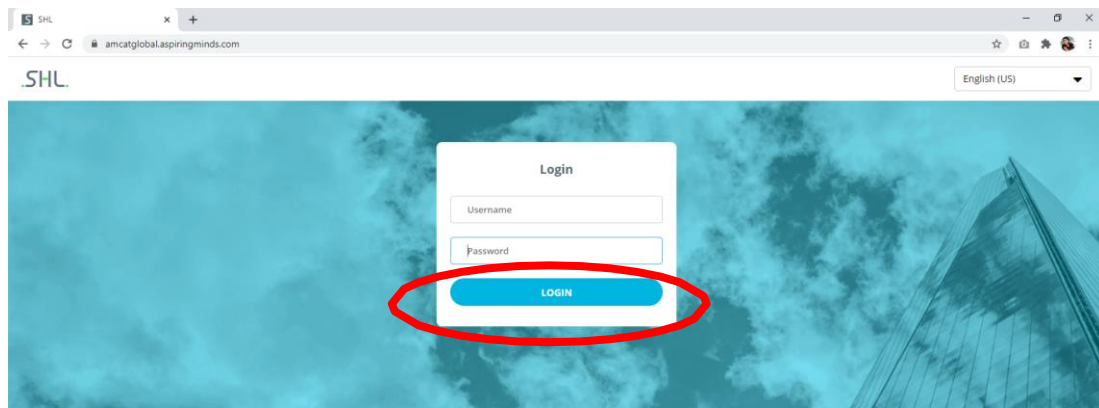 SHL
amcatglobal.aspiringminds.com
.SHL.
English (US)
Login
Username
Password
LOGIN